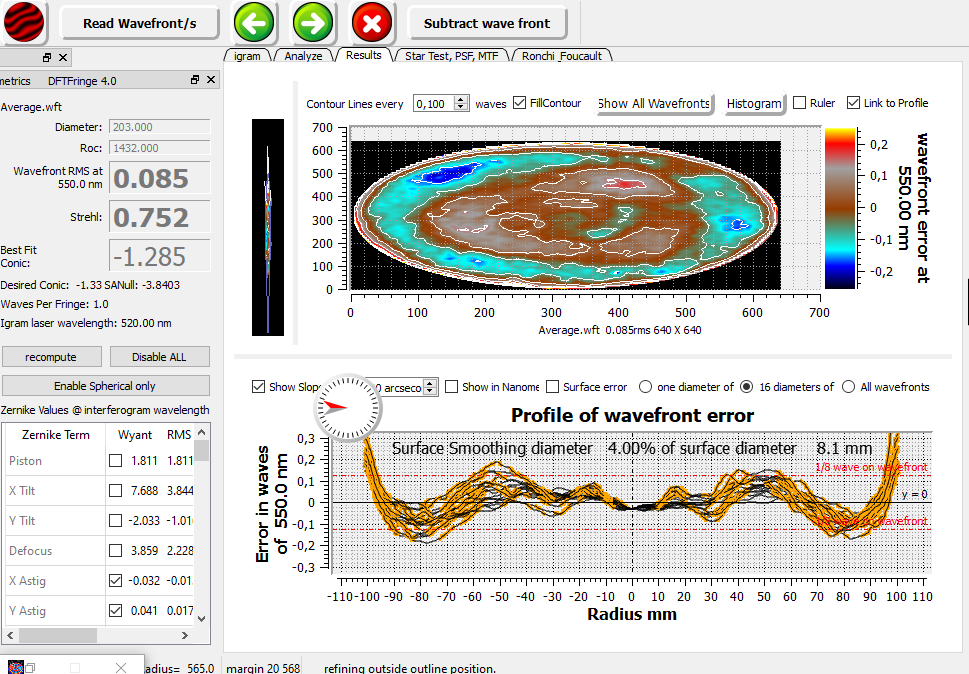 Read Wavefront/s
Subtract wave front
igram
Analyze
Results
Star Test, PSF, MTF
Ronchi_Foucault
metrics DFTFringe 4.0
Average.wft
Diameter: 203.000
Roc: 1432.000
Wavefront RMS at
550.0 nm
0.085
Strehl: 0.752
Best Fit
Conic:
-1.285
Desired Conic: -1.33 SANull: -3.8403
Waves Per Fringe: 1.0
Igram laser wavelength: 520.00 nm
recompute
Disable ALL
Enable Spherical only
Zernike Values @ interferogram wavelength
Zernike Term Wyant RMS
Piston 1.811 1.811
X Tilt 7.688 3.844
Y Tilt -2.033 -1.01
Defocus 3.859 2.228
X Astig -0.032 -0.01
Y Astig 0.041 0.017
Contour Lines every 0,100 waves FillContour Show All Wavefronts Histogram Ruler Link to Profile
700
600
500
400
300
200
100
0
0 100 200 300 400 500 600 700
Average.wft 0.085rms 640 X 640
0,2
0,1
0
-0,1
-0,2
wavefront error at
550.00 nm
Show Slop 0 arcseco Show in Nanome Surface error one diameter of 16 diameters of All wavefronts
Profile of wavefront error
Surface Smoothing diameter 4.00% of surface diameter 8.1 mm
1/8 wave on wavefront
y = 0
Error in waves
of 550.0 nm
0,3
0,2
0,1
0
-0,1
-0,2
-0,3
-110 -100 -90 -80 -70 -60 -50 -40 -30 -20 -10 0 10 20 30 40 50 60 70 80 90 100 110
Radius mm
adius= 565.0 margin 20 568 refining outside outline position.